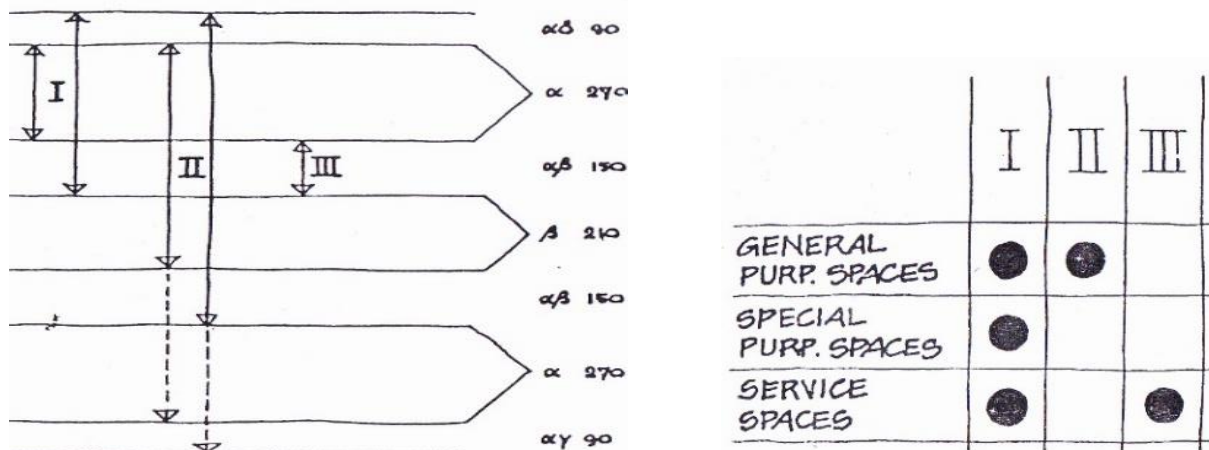 αδ 90
I
α 270
II
III
αβ 150
β 210
αβ 150
α 270
αγ 90
I II III
GENERAL
PURP. SPACES
SPECIAL
PURP. SPACES
SERVICE
SPACES